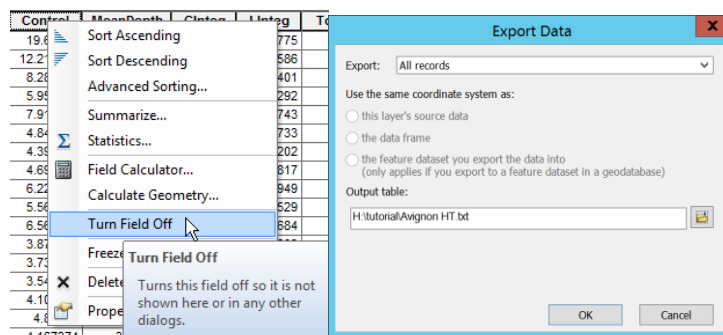 Control MeanDepth CInteg LInteg To
19.6 775
12.21 586
8.28 401
5.95 292
7.91 743
4.84 733
4.39 202
4.69 817
6.22 949
5.56 529
6.56 684
3.87
3.73
3.54
4.10
4.8
Sort Ascending
Sort Descending
Advanced Sorting...
Summarize...
Σ Statistics...
Field Calculator...
Calculate Geometry...
Turn Field Off
Freeze
Delete
Prope
Turn Field Off
Turns this field off so it is not
shown here or in any other
dialogs.
Export Data
X
Export: All records
Use the same coordinate system as:
this layer's source data
the data frame
the feature dataset you export the data into
(only applies if you export to a feature dataset in a geodatabase)
Output table:
H:\tutorial\Avignon HT.txt
OK Cancel